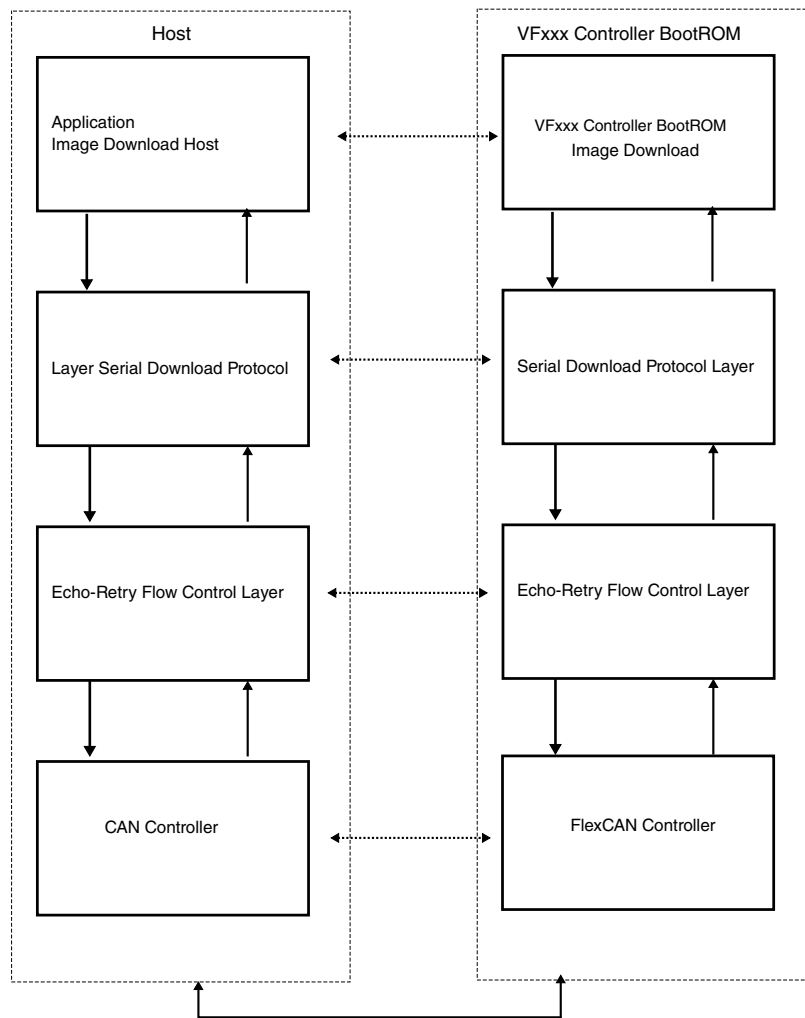 Host
Application
Image Download Host
Layer Serial Download Protocol
Echo-Retry Flow Control Layer
CAN Controller
VFxxx Controller BootROM
VFxxx Controller BootROM
Image Download
Serial Download Protocol Layer
Echo-Retry Flow Control Layer
FlexCAN Controller